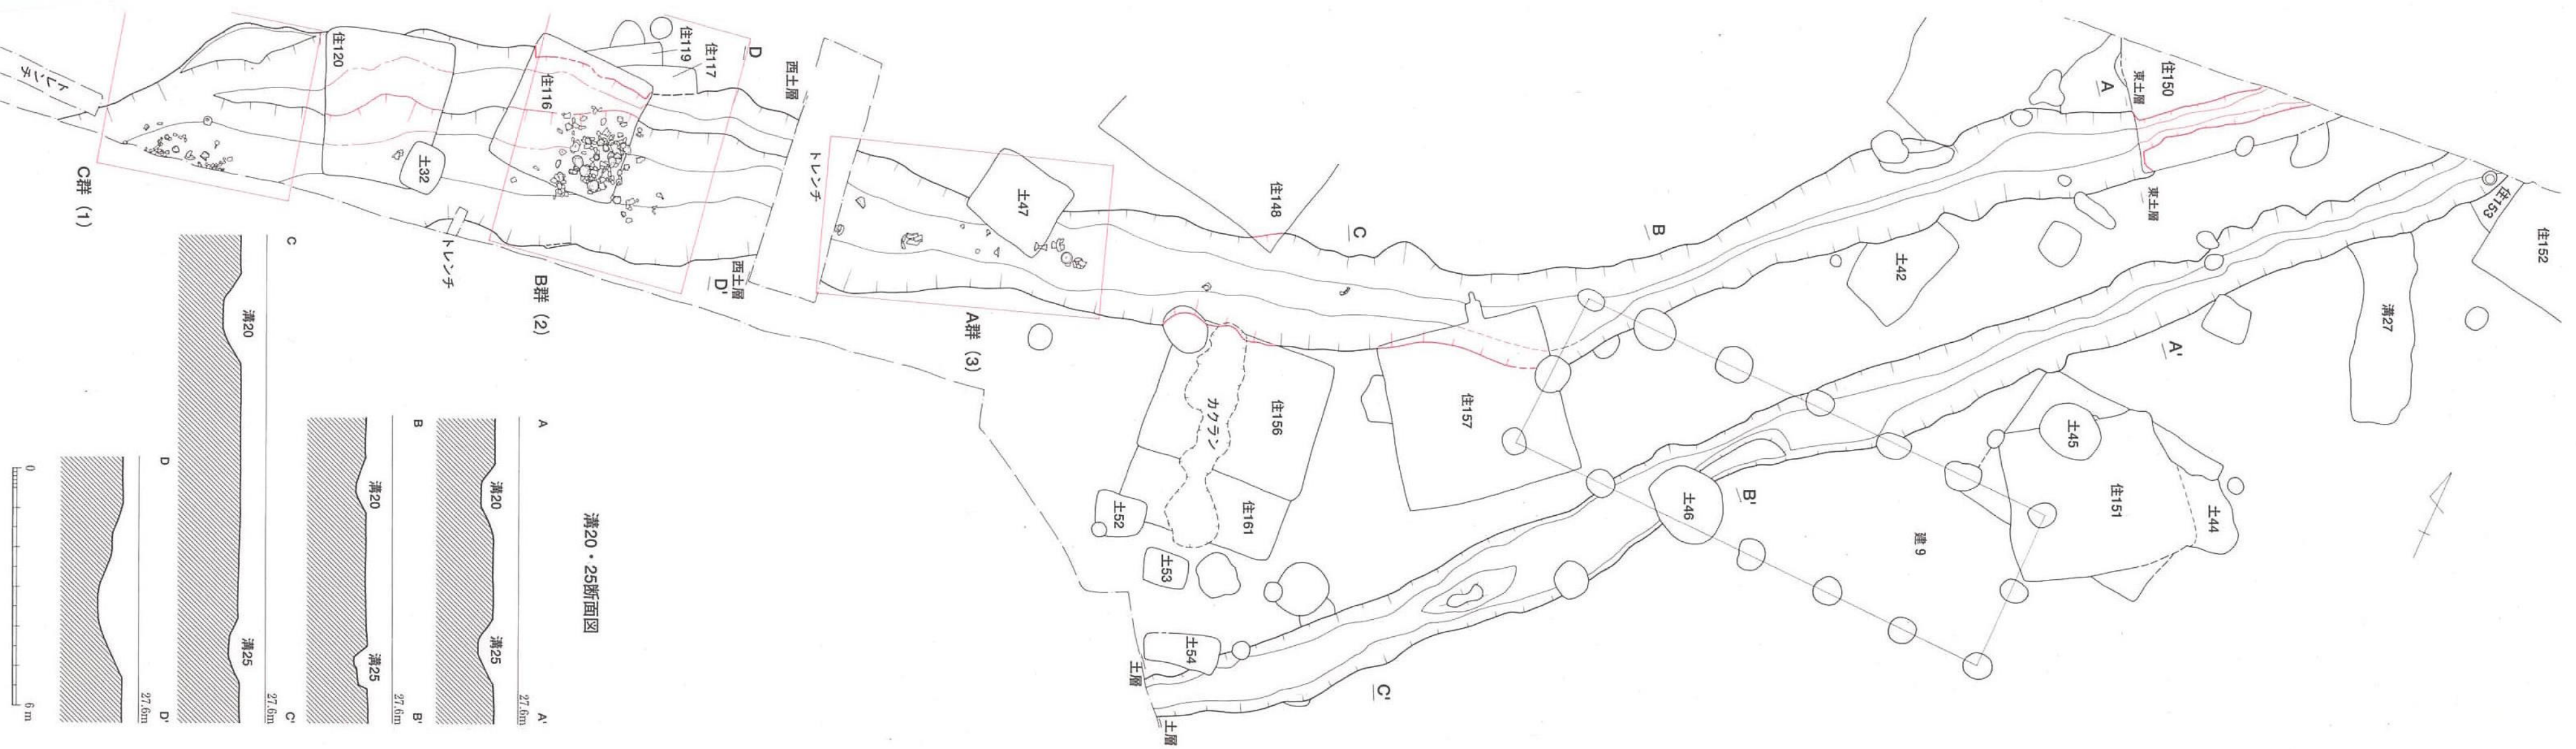 トレンチ
C群 (1)
住120
土32
トレンチ
住116
B群 (2)
住119
住117
D
西土層
西土層
D'
トレンチ
土47
A群 (3)
住148
C
B
住156
カクラン
住161
土52
土53
土54
土層
土層
住157
土46
B'
C'
建9
住151
土45
土44
A'
土42
住150
東土層
A
東土層
住153
住152
溝27
溝20・25断面図
A
溝20
溝25
27.6m
A'
B
溝20
溝25
27.6m
B'
C
溝20
溝25
27.6m
C'
D
27.6m
D'
0
6m